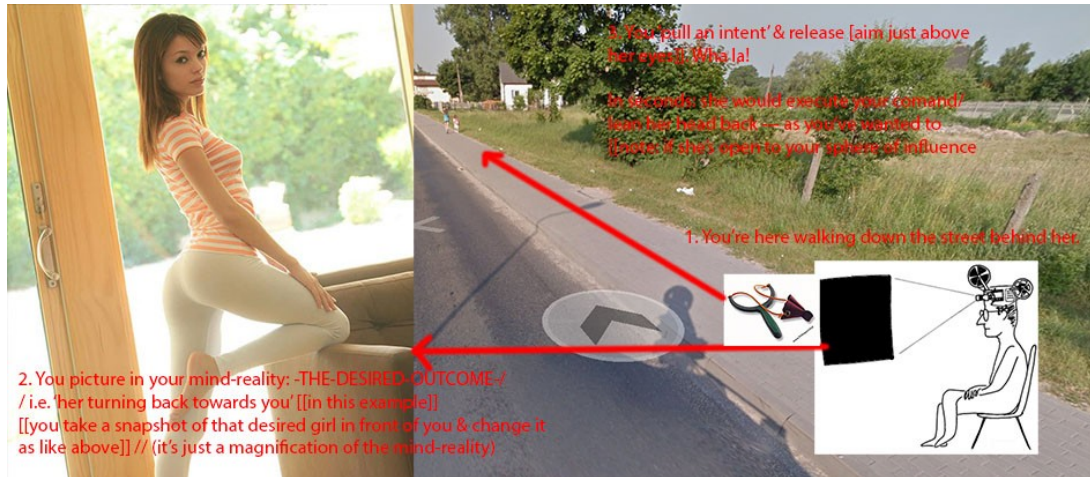 3. You 'pull an intent' & release [aim just above
her eyes]]. Wha la!
In seconds: she would execute your comand/
lean her head back — as you've wanted to
[[note: if she's open to your sphere of influence
1. You're here walking down the street behind her.
2. You picture in your mind-reality: -THE-DESIRED-OUTCOME-/
/ i.e. 'her turning back towards you' [[in this example]]
[[you take a snapshot of that desired girl in front of you & change it
as like above]] // (it's just a magnification of the mind-reality)